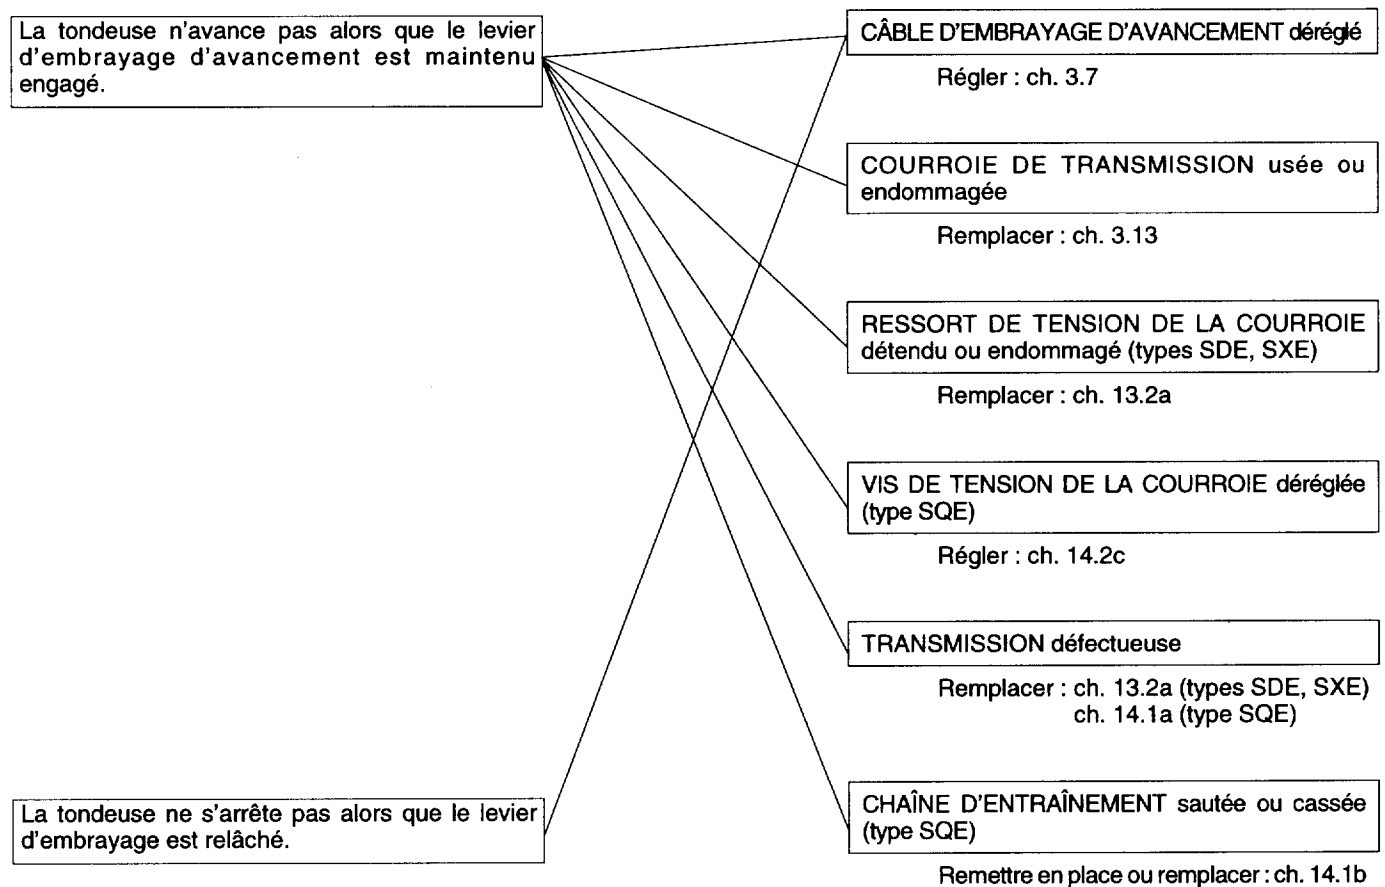 La tondeuse n'avance pas alors que le levier
d'embrayage d'avancement est maintenu
engagé.
CÂBLE D'EMBRAYAGE D'AVANCEMENT déréglé
Régler : ch. 3.7
COURROIE DE TRANSMISSION usée ou
endommagée
Remplacer : ch. 3.13
RESSORT DE TENSION DE LA COURROIE
détendu ou endommagé (types SDE, SXE)
Remplacer : ch. 13.2a
VIS DE TENSION DE LA COURROIE déréglée
(type SQE)
Régler : ch. 14.2c
TRANSMISSION défectueuse
Remplacer : ch. 13.2a (types SDE, SXE)
ch. 14.1a (type SQE)
La tondeuse ne s'arrête pas alors que le levier
d'embrayage est relâché.
CHAÎNE D'ENTRAÎNEMENT sautée ou cassée
(type SQE)
Remettre en place ou remplacer : ch. 14.1b